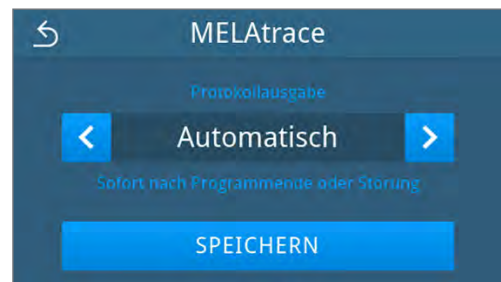 MELAtrace
Protokollausgabe
Automatisch
Sofort nach Programmende oder Störung
SPEICHERN